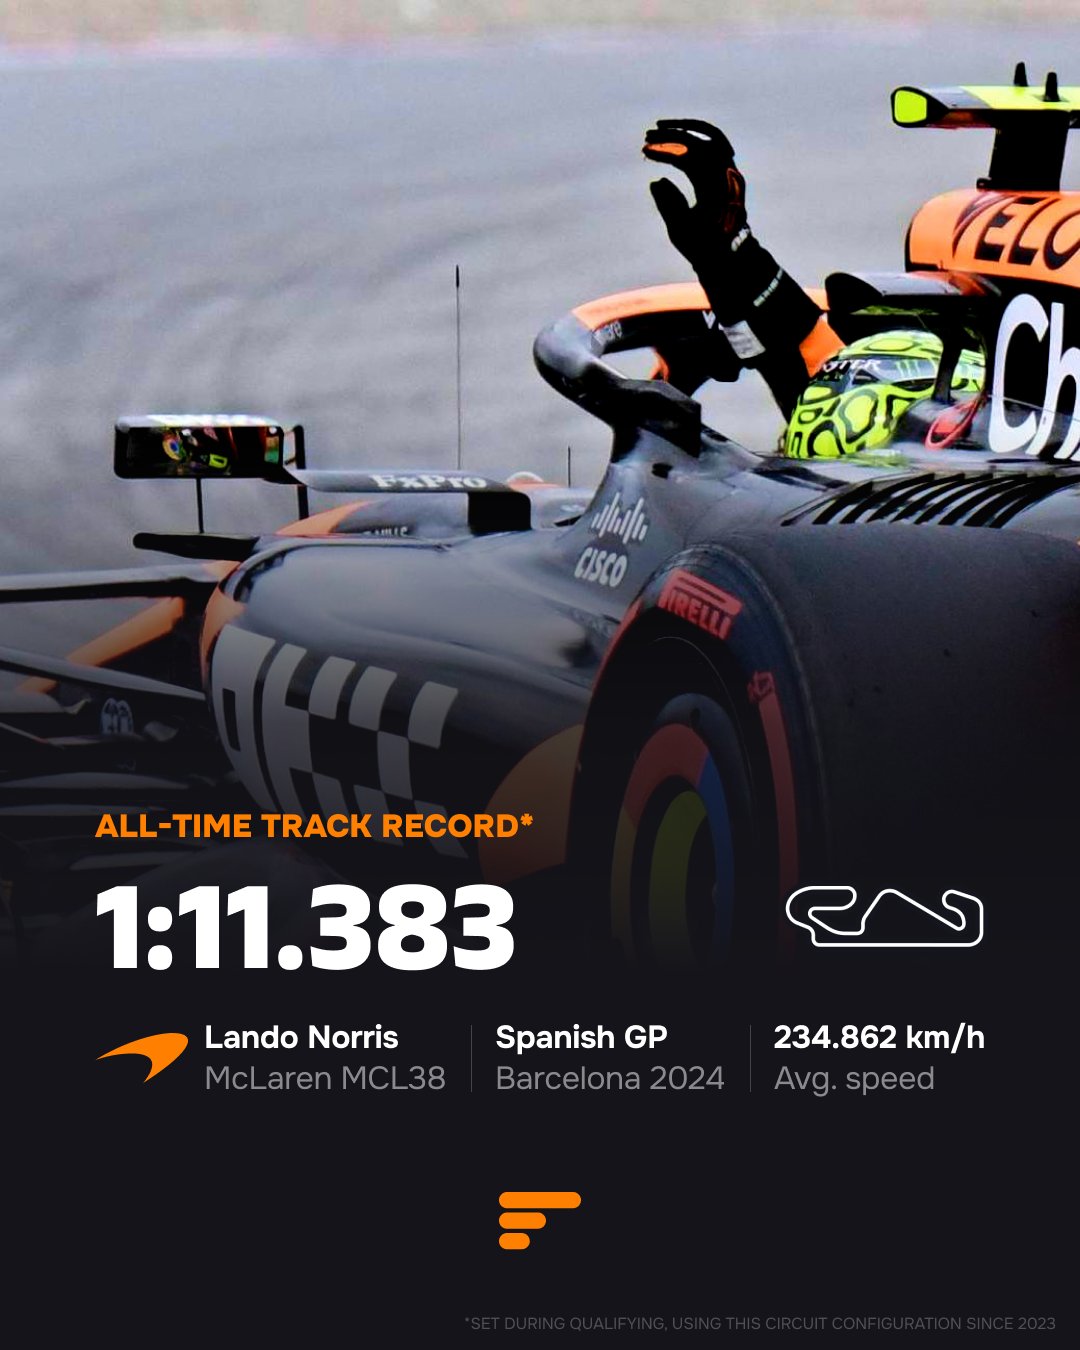 VELO
Ch
FxPro
CISCO
PIRELLI
ALL-TIME TRACK RECORD*
1:11.383
Lando Norris
McLaren MCL38
Spanish GP
Barcelona 2024
234.862 km/h
Avg. speed
*SET DURING QUALIFYING, USING THIS CIRCUIT CONFIGURATION SINCE 2023